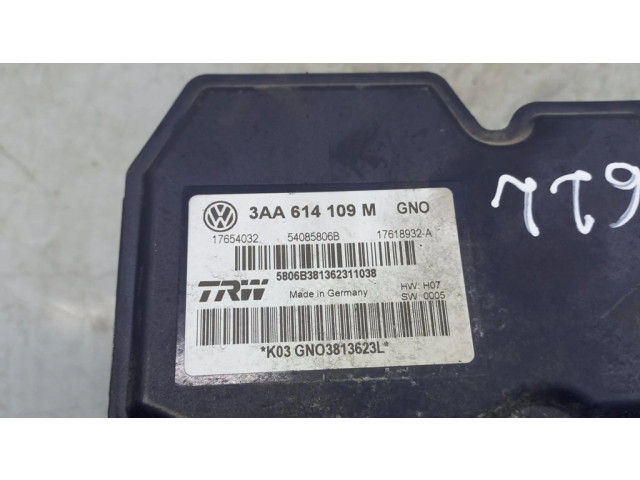 3AA 614 109 M GNO
17654032 54085806B 17618932-A
5806B381362311038
TRW Made in Germany HW: H07
SW: 0005
*K03 GNO3813623L*